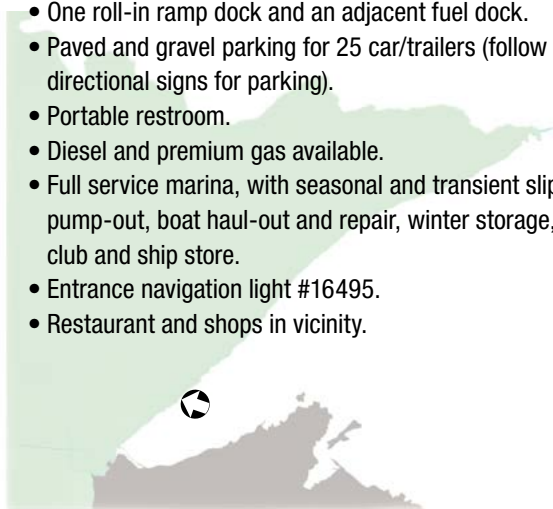 • One roll-in ramp dock and an adjacent fuel dock.
• Paved and gravel parking for 25 car/trailers (follow
directional signs for parking).
• Portable restroom.
• Diesel and premium gas available.
• Full service marina, with seasonal and transient slip
pump-out, boat haul-out and repair, winter storage,
club and ship store.
• Entrance navigation light #16495.
• Restaurant and shops in vicinity.